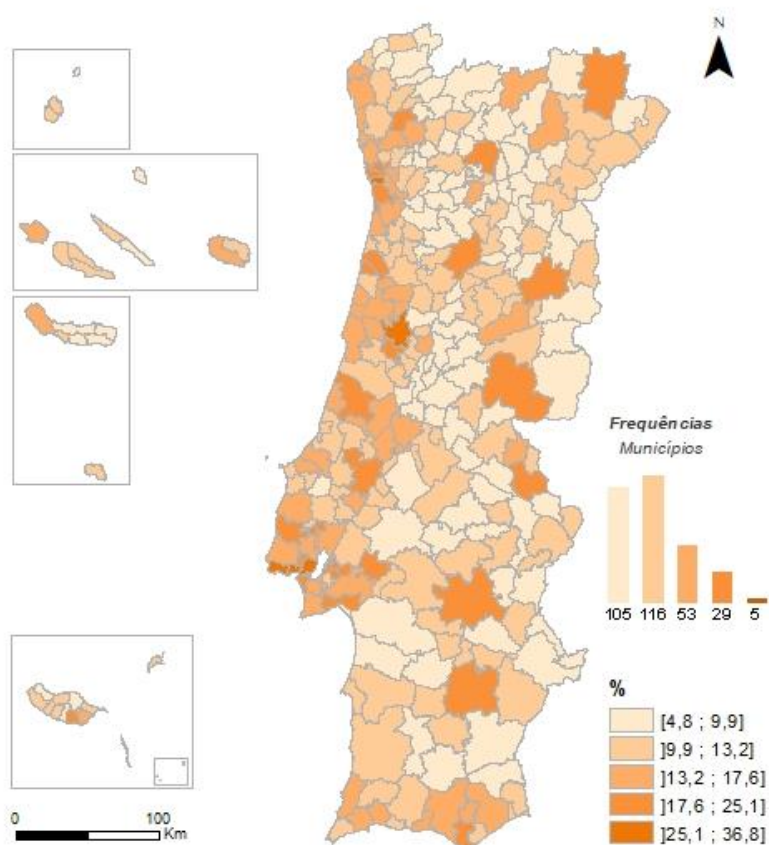 N
Frequências
Municípios
105 116 53 29 5
%
[4,8 ; 9,9]
]9,9 ; 13,2]
]13,2 ; 17,6]
]17,6 ; 25,1]
]25,1 ; 36,8]
0 100
Km